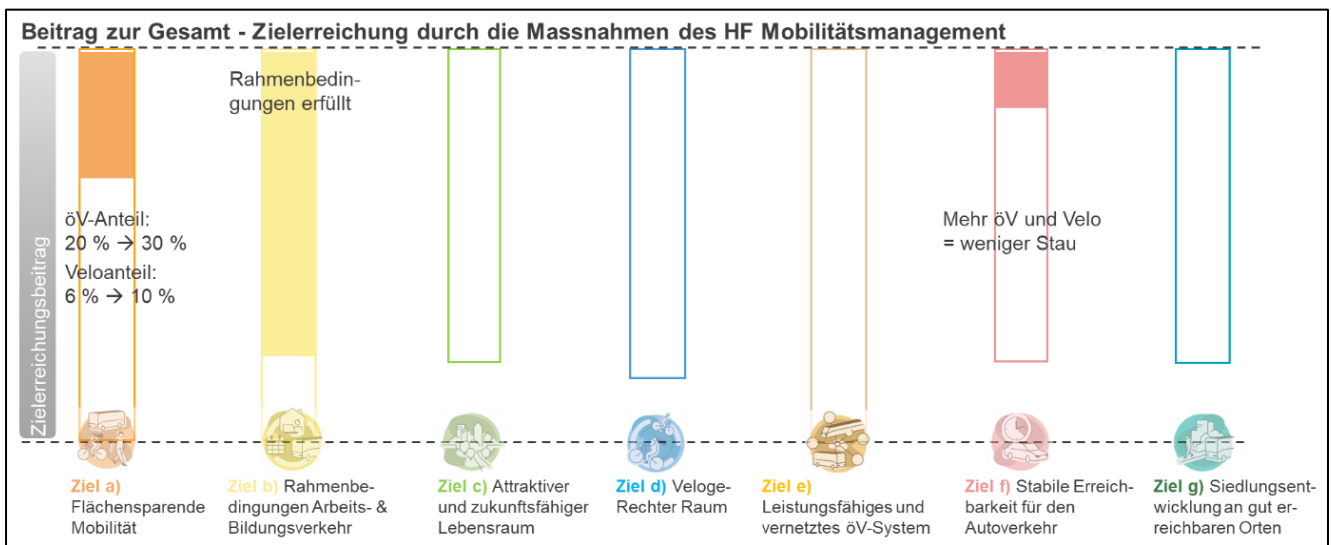 Beitrag zur Gesamt - Zielerreichung durch die Massnahmen des HF Mobilitätsmanagement
Zielerreichungsbeitrag
Rahmenbedin-
gungen erfüllt
öV-Anteil:
20 % → 30 %
Veloanteil:
6 % → 10 %
Mehr öV und Velo
= weniger Stau
Ziel a)
Flächensparende
Mobilität
Ziel b) Rahmenbe-
dingungen Arbeits- &
Bildungsverkehr
Ziel c) Attraktiver
und zukunftsfähiger
Lebensraum
Ziel d) Veloge-
Rechter Raum
Ziel e)
Leistungsfähiges und
vernetztes öV-System
Ziel f) Stabile Erreich-
barkeit für den
Autoverkehr
Ziel g) Siedlungsent-
wicklung an gut er-
reichbaren Orten